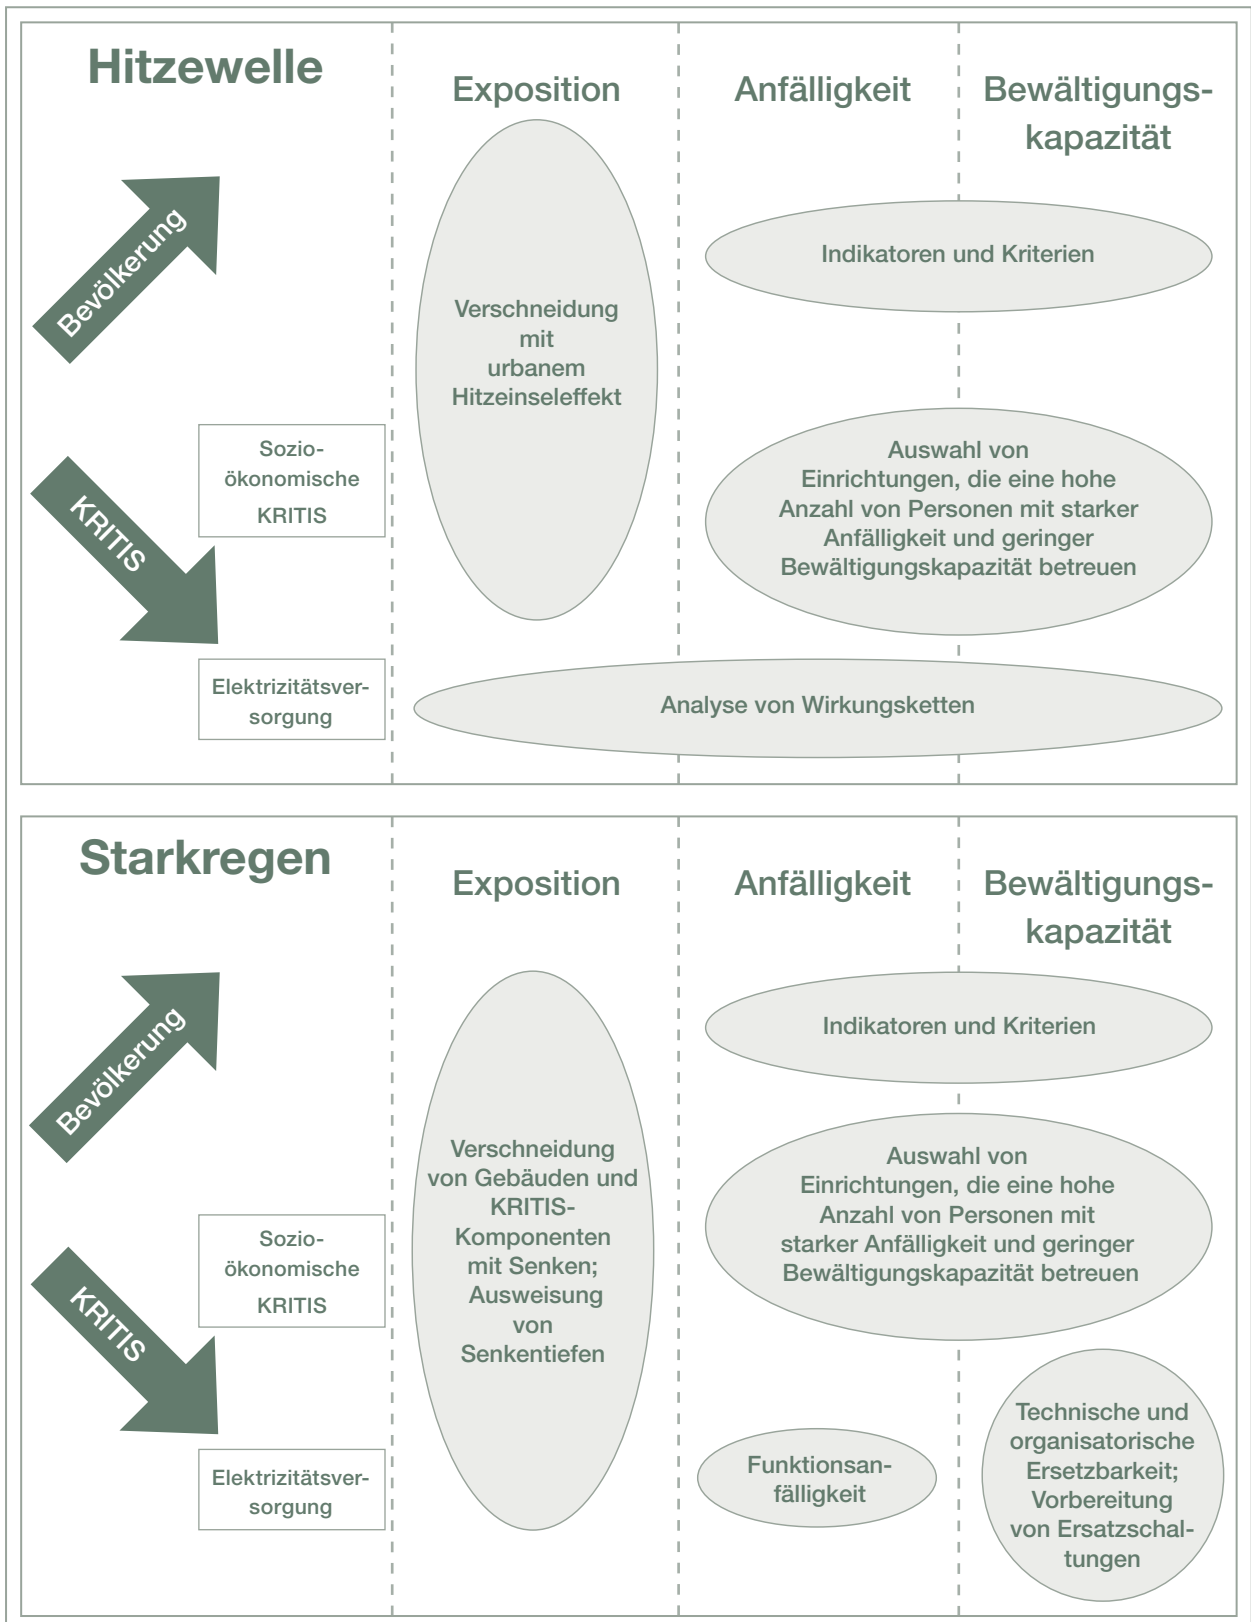 Hitzewelle
Exposition
Anfälligkeit
Bewältigungs-
kapazität
Bevölkerung
Indikatoren und Kriterien
Verschneidung
mit
urbanem
Hitzeinseleffekt
KRITIS
Sozio-
ökonomische
KRITIS
Auswahl von
Einrichtungen, die eine hohe
Anzahl von Personen mit starker
Anfälligkeit und geringer
Bewältigungskapazität betreuen
Elektrizitätsver-
sorgung
Analyse von Wirkungsketten
Starkregen
Exposition
Anfälligkeit
Bewältigungs-
kapazität
Bevölkerung
Indikatoren und Kriterien
Verschneidung
von Gebäuden und
KRITIS-
Komponenten
mit Senken;
Ausweisung
von
Senkentiefen
Auswahl von
Einrichtungen, die eine hohe
Anzahl von Personen mit
starker Anfälligkeit und geringer
Bewältigungskapazität betreuen
KRITIS
Sozio-
ökonomische
KRITIS
Elektrizitätsver-
sorgung
Funktionsan-
fälligkeit
Technische und
organisatorische
Ersetzbarkeit;
Vorbereitung
von Ersatzschal-
tungen